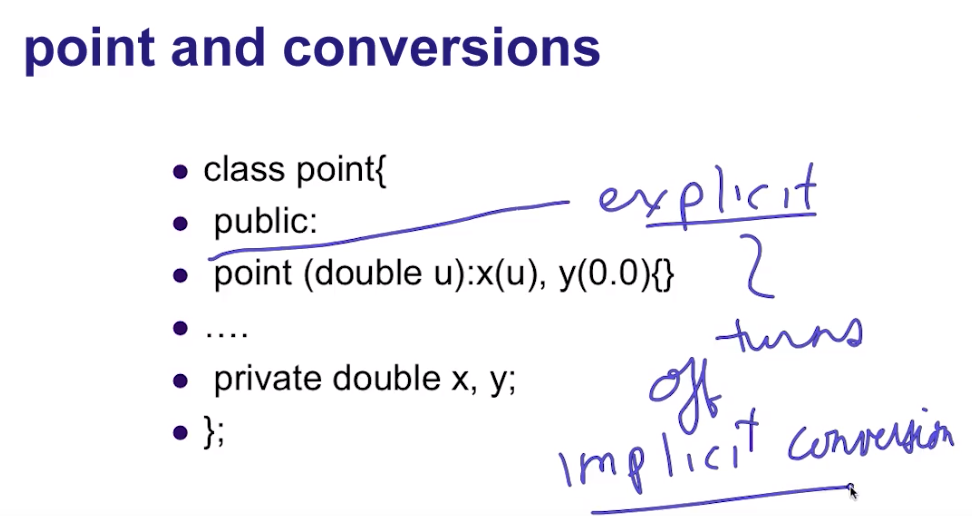 point and conversions
• class point{
• public:
explicit
• point (double u):x(u), y(0.0){}
• ....
turns
• private double x, y;
off
• };
implicit conversion